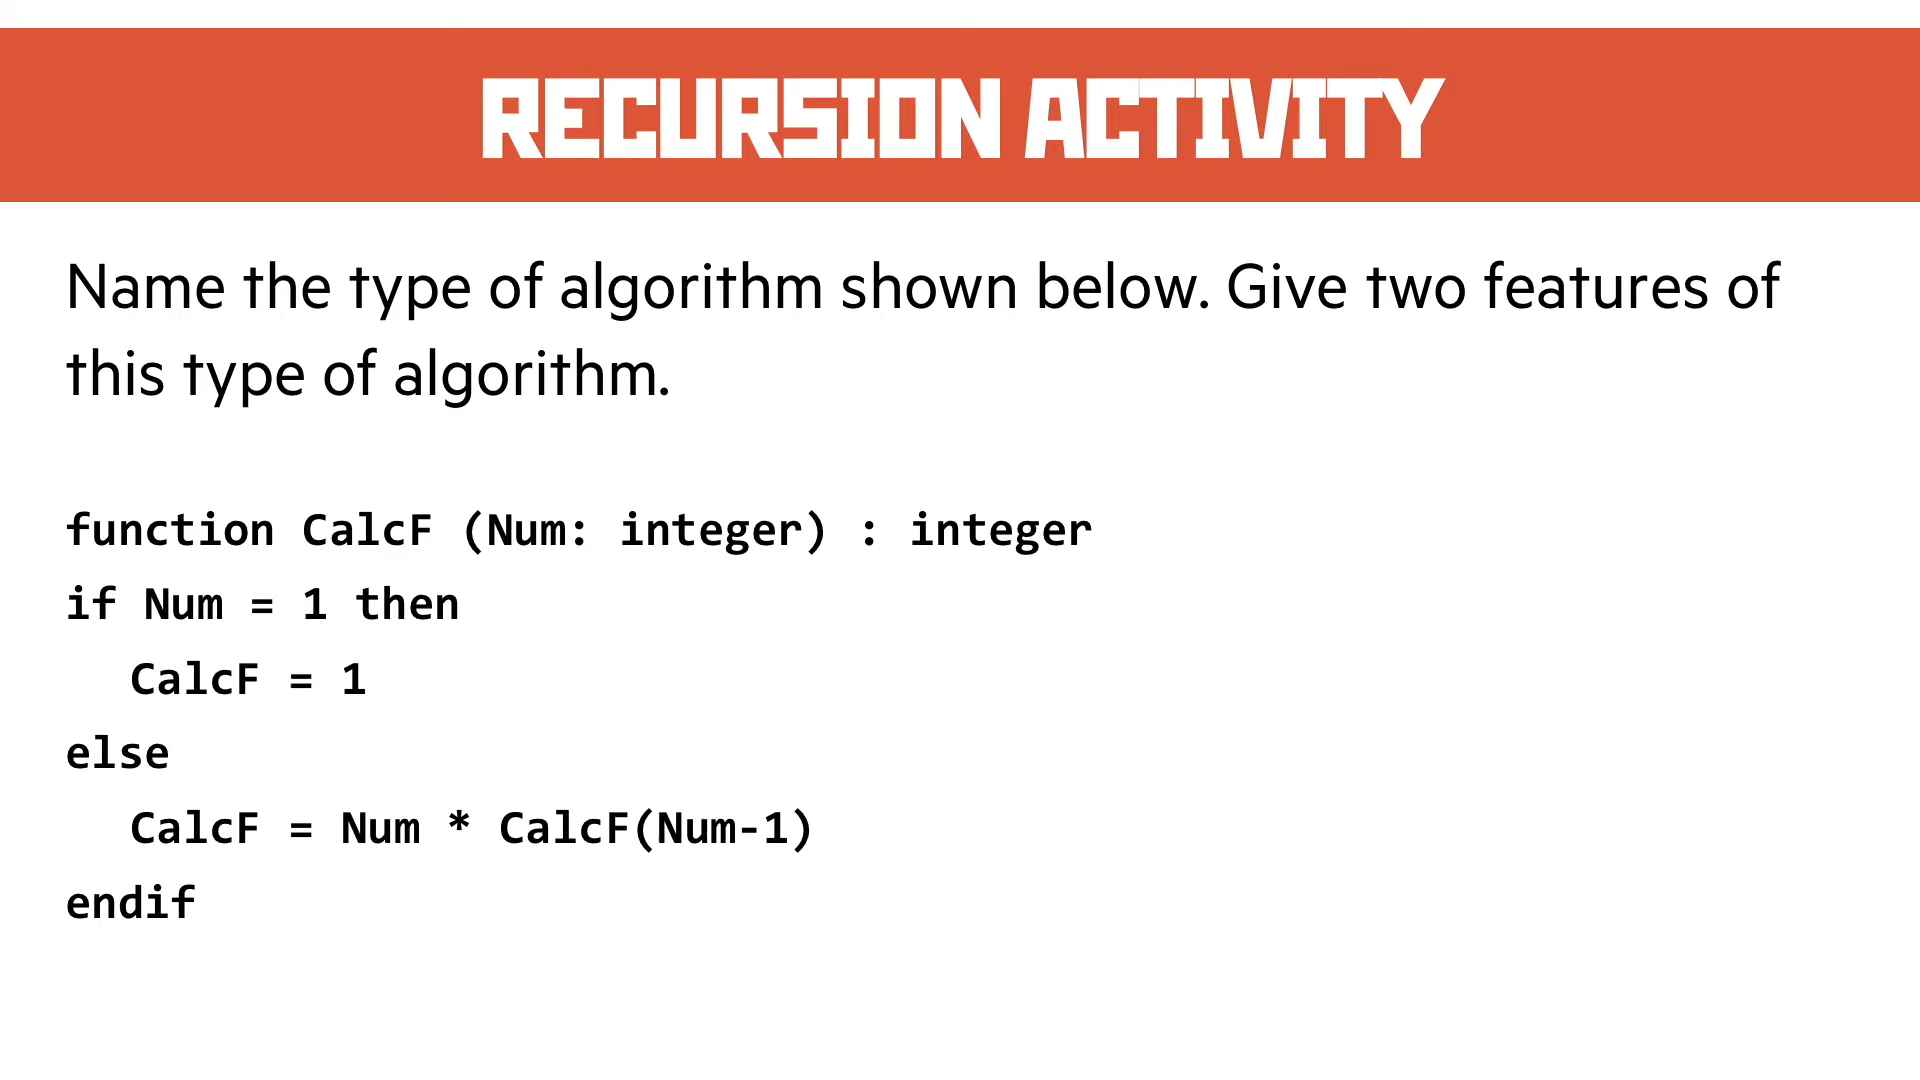 RECURSION ACTIVITY
Name the type of algorithm shown below. Give two features of
this type of algorithm.
function CalcF (Num: integer) : integer
if Num = 1 then
CalcF = 1
else
CalcF = Num * CalcF(Num-1)
endif